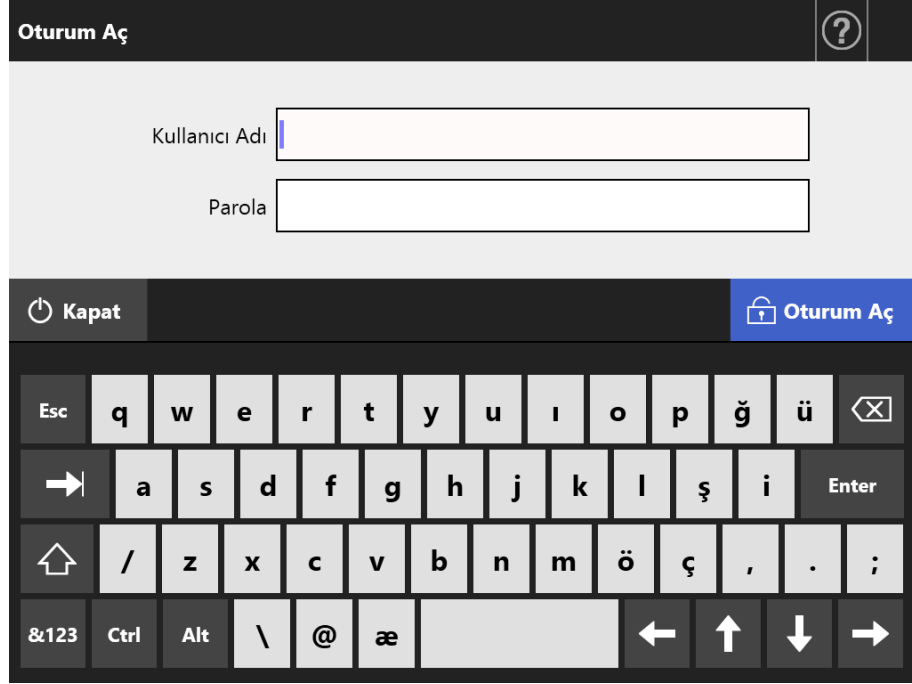 Oturum Aç ?
Kullanıcı Adı
Parola
Kapat Oturum Aç
Esc q w e r t y u ı o p ğ ü
a s d f g h j k l ş i Enter
/ z x c v b n m ö ç , . ;
&123 Ctrl Alt \ @ æ